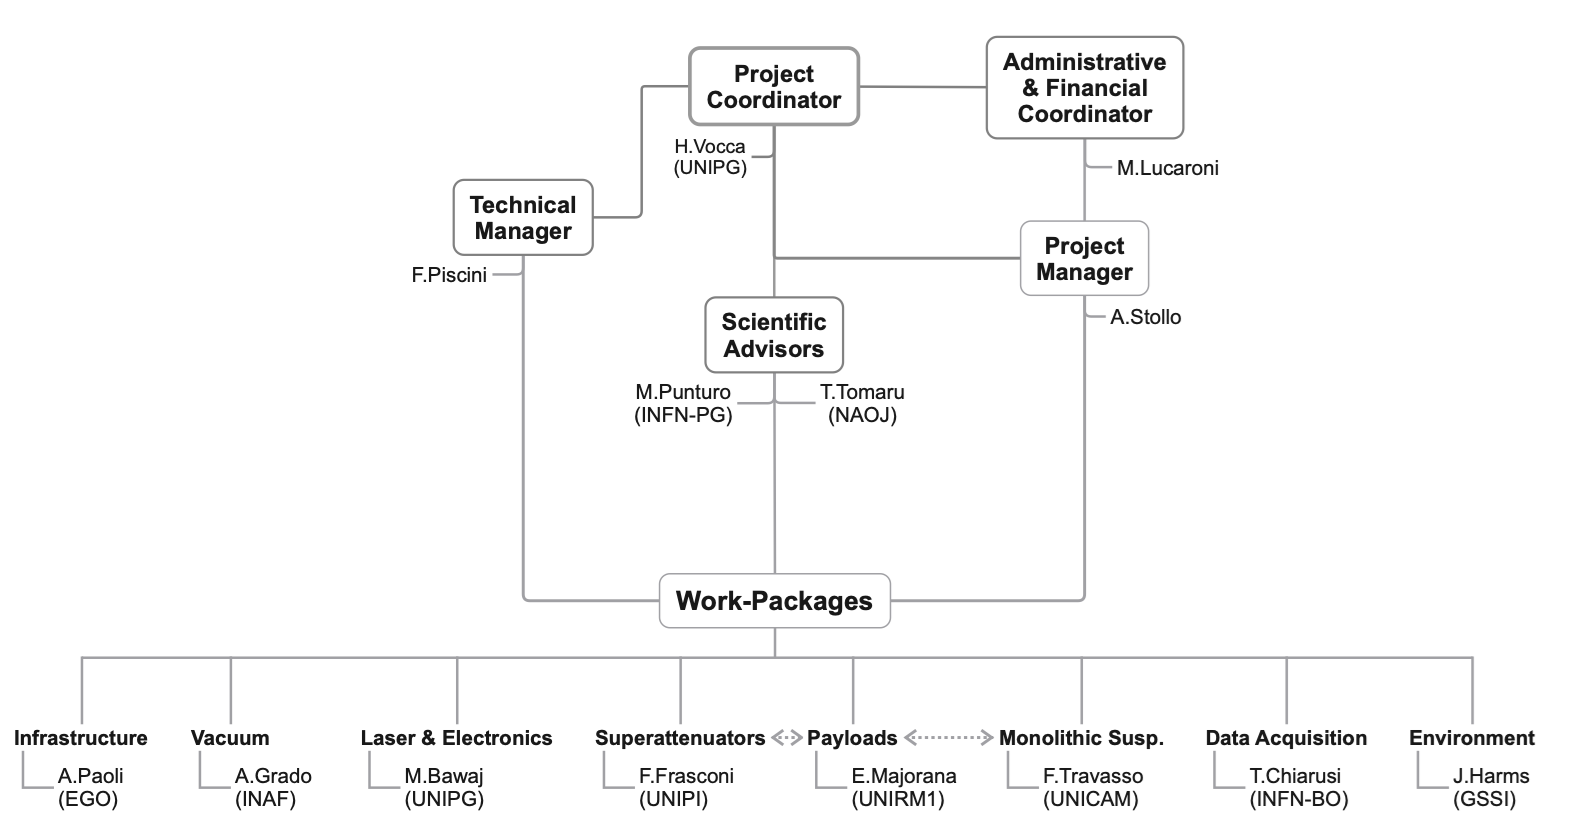 Project
Coordinator
Administrative
& Financial
Coordinator
H.Vocca
(UNIPG)
M.Lucaroni
Technical
Manager
F.Piscini
Project
Manager
A.Stollo
Scientific
Advisors
M.Punturo
(INFN-PG)
T.Tomaru
(NAOJ)
Work-Packages
Infrastructure
A.Paoli
(EGO)
Vacuum
A.Grado
(INAF)
Laser & Electronics
M.Bawaj
(UNIPG)
Superattenuators
F.Frasconi
(UNIPI)
Payloads
E.Majorana
(UNIRM1)
Monolithic Susp.
F.Travasso
(UNICAM)
Data Acquisition
T.Chiarusi
(INFN-BO)
Environment
J.Harms
(GSSI)